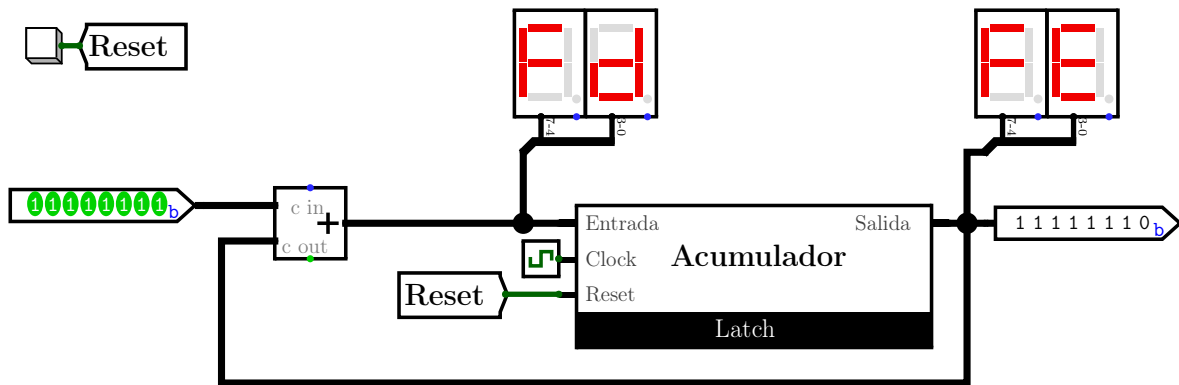 Reset
F d
F E
7-4 3-0
7-4 3-0
11111111b
c in
+
c out
Entrada
Salida
Clock
Acumulador
Reset
Reset
Latch
11111110b